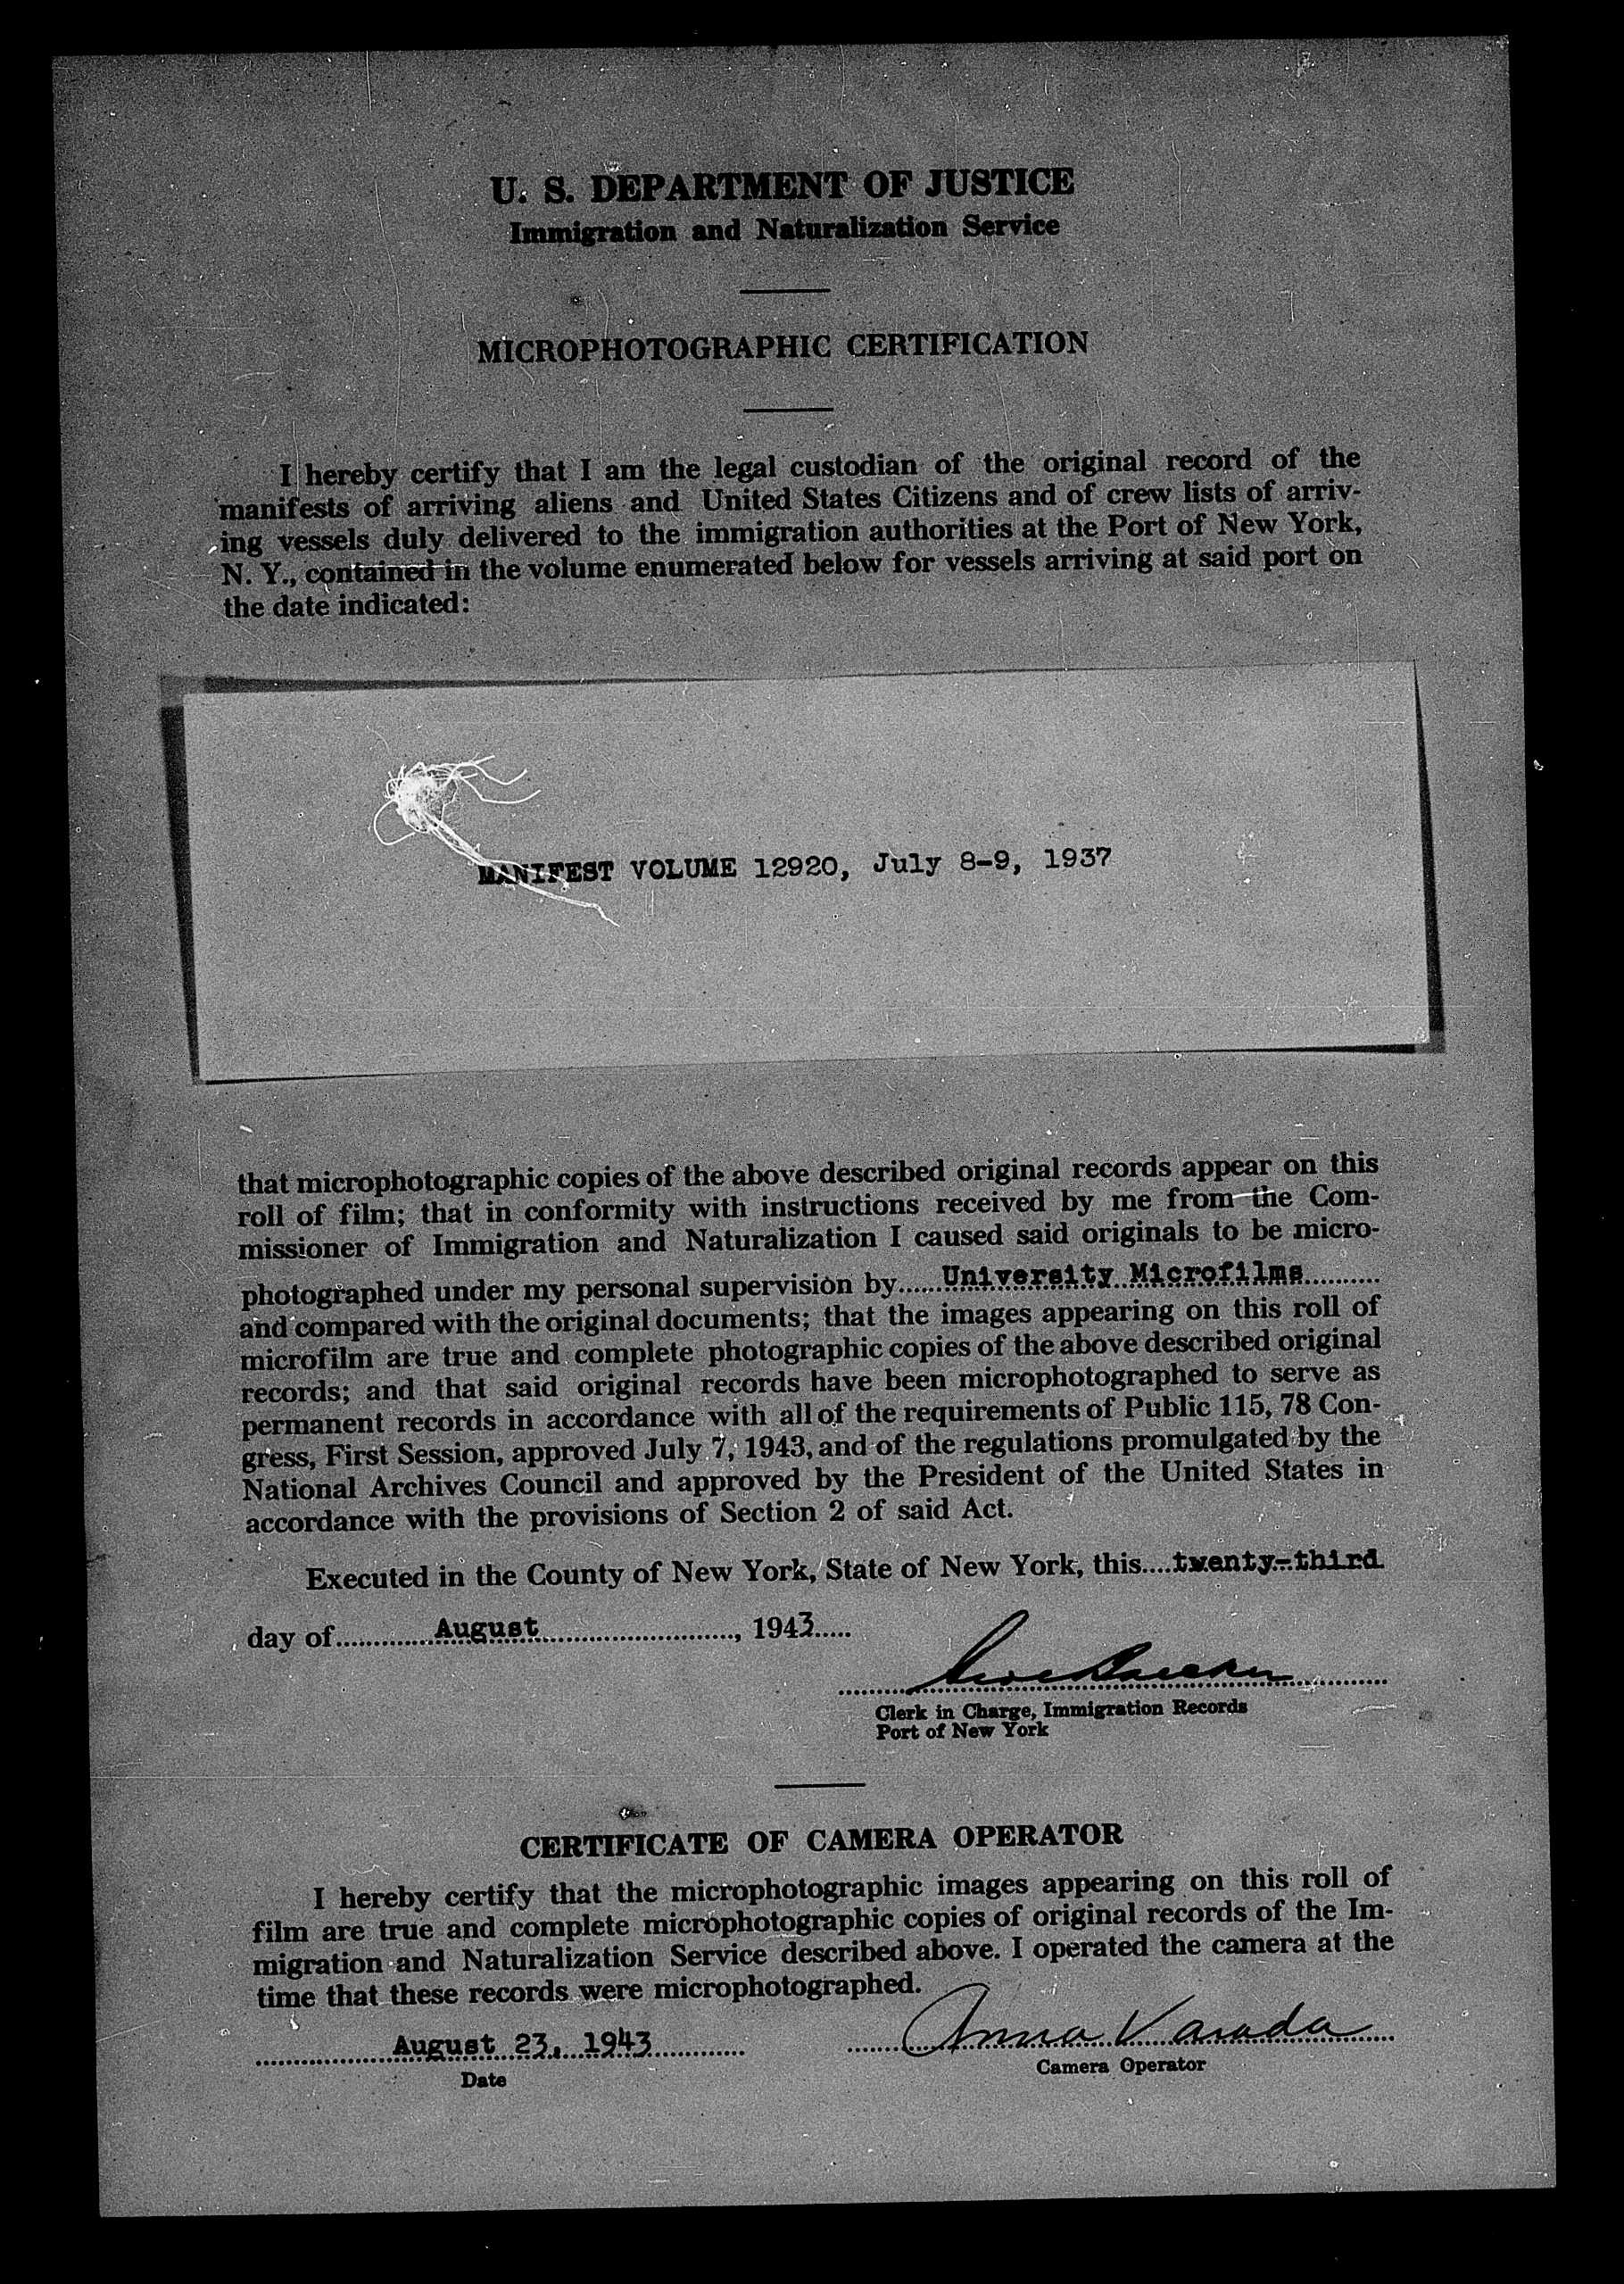 U. S. DEPARTMENT OF JUSTICE
Immigration and Naturalization Service
MICROPHOTOGRAPHIC CERTIFICATION
I hereby certify that I am the legal custodian of the original record of the
manifests of arriving aliens and United States Citizens and of crew lists of arriv-
ing vessels duly delivered to the immigration authorities at the Port of New York,
N. Y., contained in the volume enumerated below for vessels arriving at said port on
the date indicated:
MANIFEST VOLUME 12920, July 8-9, 1937
that microphotographic copies of the above described original records appear on this
roll of film; that in conformity with instructions received by me from the Com-
missioner of Immigration and Naturalization I caused said originals to be micro-
photographed under my personal supervision by......University Microfilms..........
and compared with the original documents; that the images appearing on this roll of
microfilm are true and complete photographic copies of the above described original
records; and that said original records have been microphotographed to serve as
permanent records in accordance with all of the requirements of Public 115, 78 Con-
gress, First Session, approved July 7, 1943, and of the regulations promulgated by the
National Archives Council and approved by the President of the United States in
accordance with the provisions of Section 2 of said Act.
Executed in the County of New York, State of New York, this....twenty-third
day of.............August..........................., 1943.....
Clerk in Charge, Immigration Records
Port of New York
CERTIFICATE OF CAMERA OPERATOR
I hereby certify that the microphotographic images appearing on this roll of
film are true and complete microphotographic copies of original records of the Im-
migration and Naturalization Service described above. I operated the camera at the
time that these records were microphotographed.
August 23, 1943
Anna Varada
Date
Camera Operator